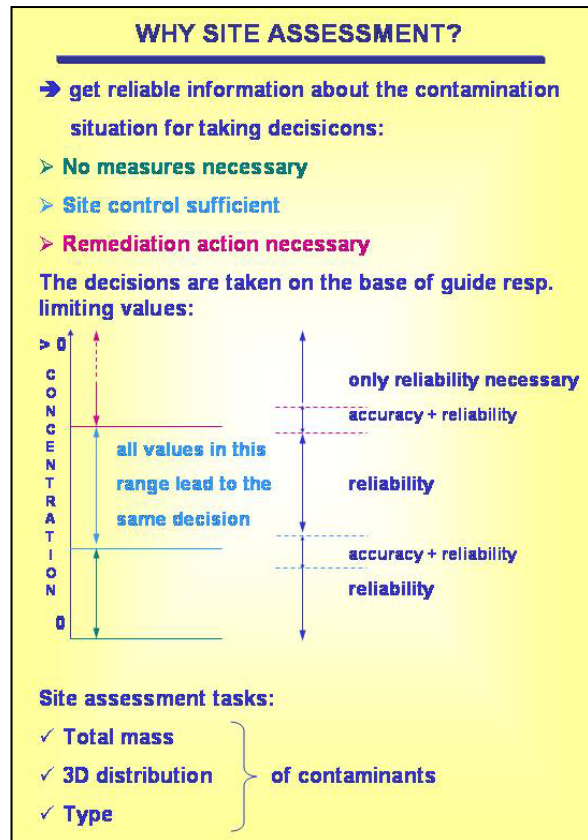 WHY SITE ASSESSMENT?
➔ get reliable information about the contamination
situation for taking decisicons:
➢ No measures necessary
➢ Site control sufficient
➢ Remediation action necessary
The decisions are taken on the base of guide resp.
limiting values:
> 0
CONCENTRATION
0
all values in this
range lead to the
same decision
only reliability necessary
accuracy + reliability
reliability
accuracy + reliability
reliability
Site assessment tasks:
✓ Total mass
✓ 3D distribution
✓ Type
of contaminants